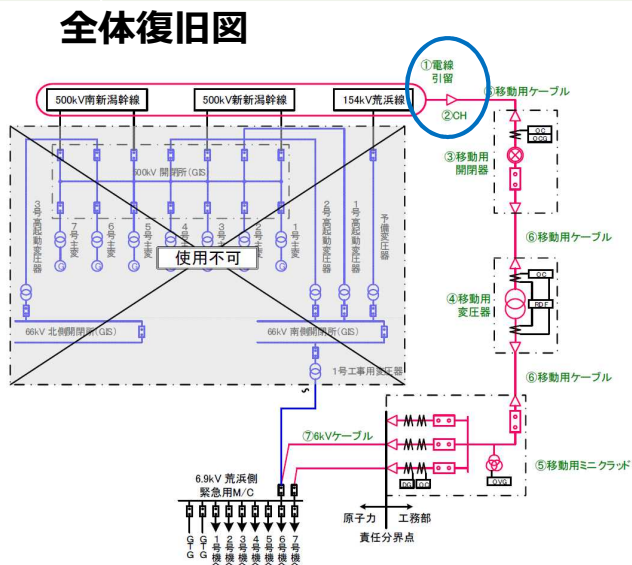 全体復旧図
①電線
引留
②CH
⑥移動用ケーブル
500kV南新潟幹線
500kV新新潟幹線
154kV荒浜線
OC
OCG
③移動用
開閉器
500kV 開閉所(GIS)
3号高起動変圧器
7号主変
6号主変
5号主変
4号主変
3号主変
2号主変
1号主変
2号高起動変圧器
1号高起動変圧器
予備変圧器
G
G
G
G
使用不可
⑥移動用ケーブル
OC
RDF
④移動用
変圧器
66kV 北側開閉所(GIS)
66kV 南側開閉所(GIS)
1号工事用変圧器
⑥移動用ケーブル
⑦6kVケーブル
⑤移動用ミニクラッド
OVG
OC
6.9kV 荒浜側
緊急用M/C
原子力
工務部
責任分界点
GTG
GTG
1号機
2号機
3号機
4号機
5号機
6号機
7号機